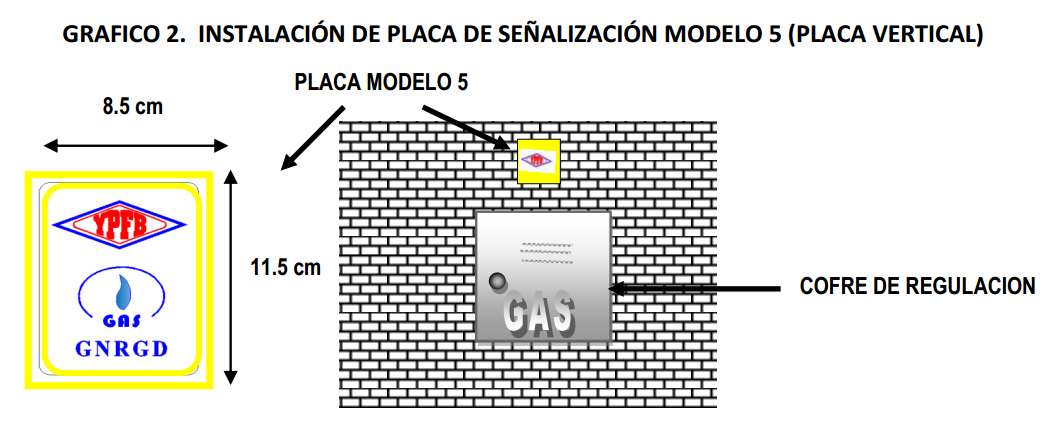 GRAFICO 2. INSTALACIÓN DE PLACA DE SEÑALIZACIÓN MODELO 5 (PLACA VERTICAL)
PLACA MODELO 5
8.5 cm
YPFB
GAS
GNRGD
11.5 cm
YPFB
GAS
COFRE DE REGULACION